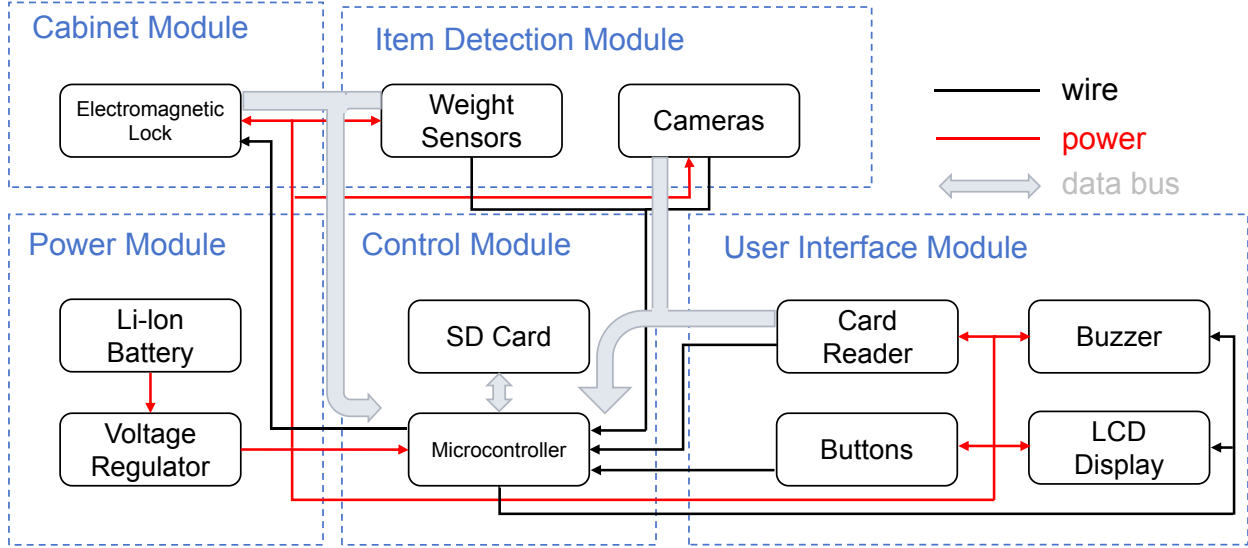 Cabinet Module
Item Detection Module
Electromagnetic
Lock
Weight
Sensors
Cameras
wire
power
data bus
Power Module
Control Module
User Interface Module
Li-Ion
Battery
SD Card
Card
Reader
Buzzer
Voltage
Regulator
Microcontroller
Buttons
LCD
Display